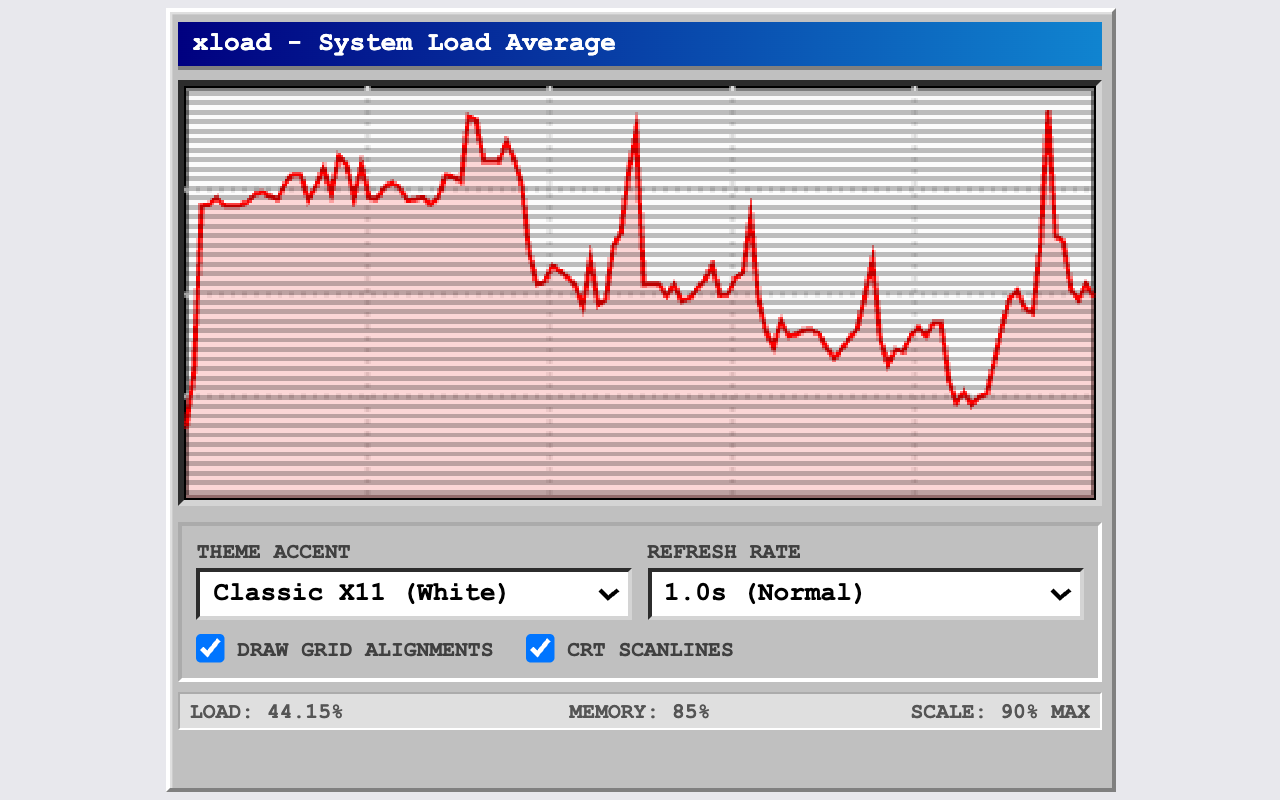 xload - System Load Average
THEME ACCENT
REFRESH RATE
Classic X11 (White)
1.0s (Normal)
DRAW GRID ALIGNMENTS
CRT SCANLINES
LOAD: 44.15%
MEMORY: 85%
SCALE: 90% MAX